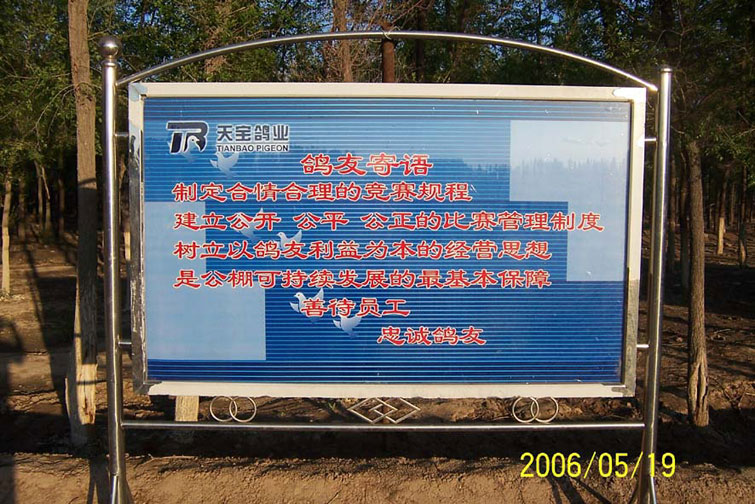 TR 天宝鸽业
TIANBAO PIGEON
鸽友寄语
制定合情合理的竞赛规程
建立公开 公平 公正的比赛管理制度
树立以鸽友利益为本的经营思想
是公棚可持续发展的最基本保障
善待员工
忠诚鸽友
2006/05/19